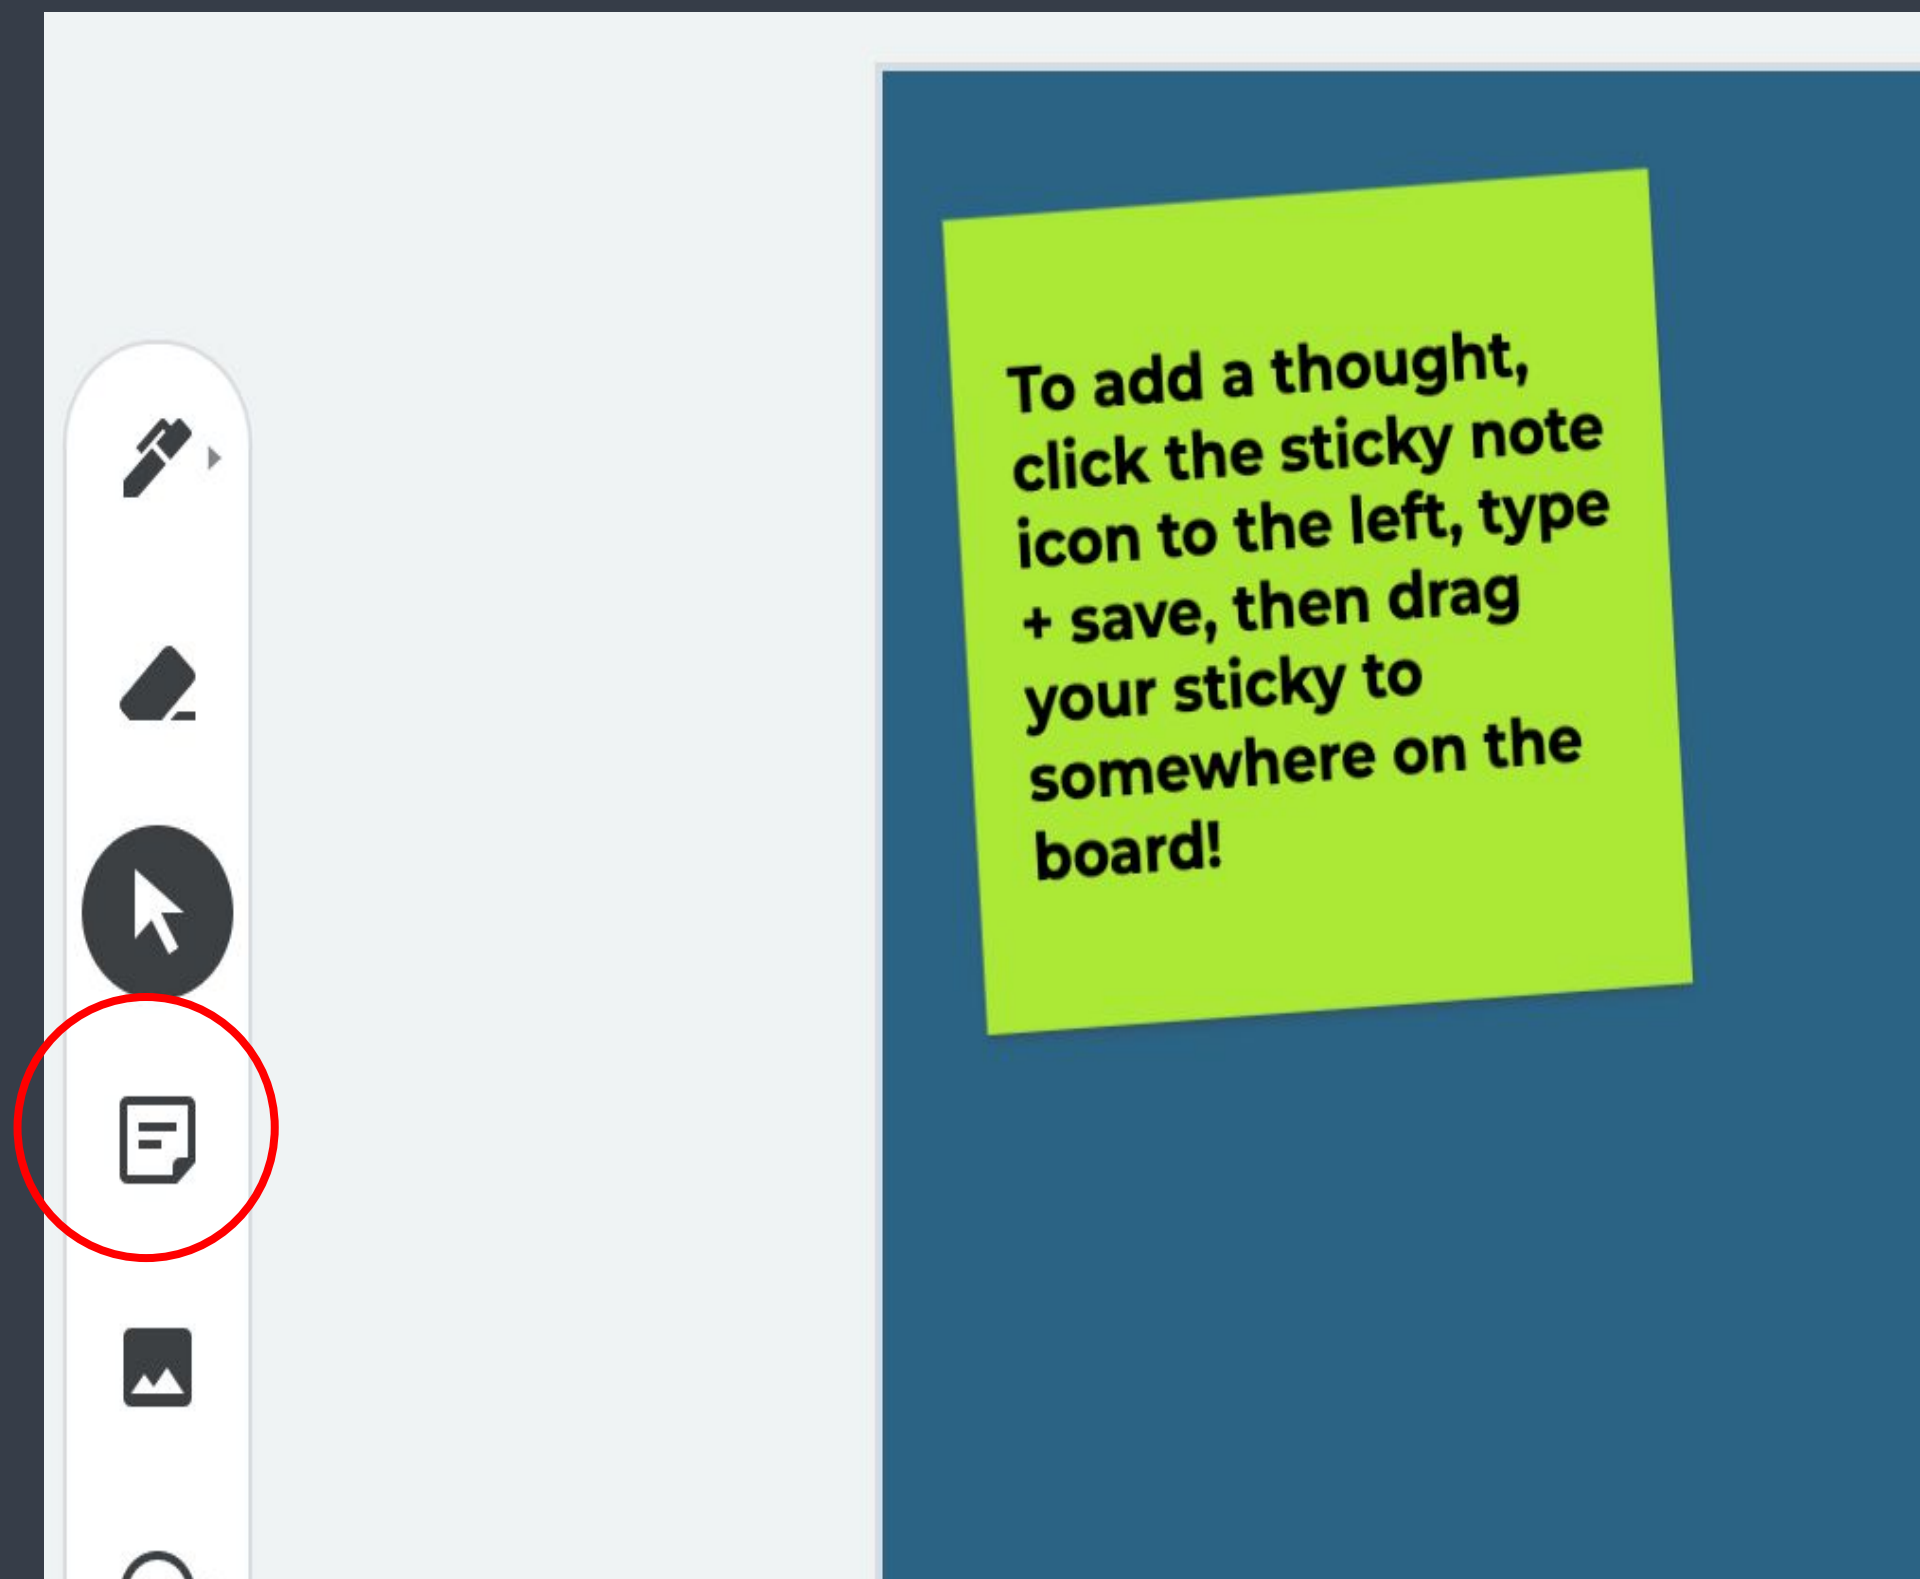 To add a thought,
click the sticky note
icon to the left, type
+ save, then drag
your sticky to
somewhere on the
board!